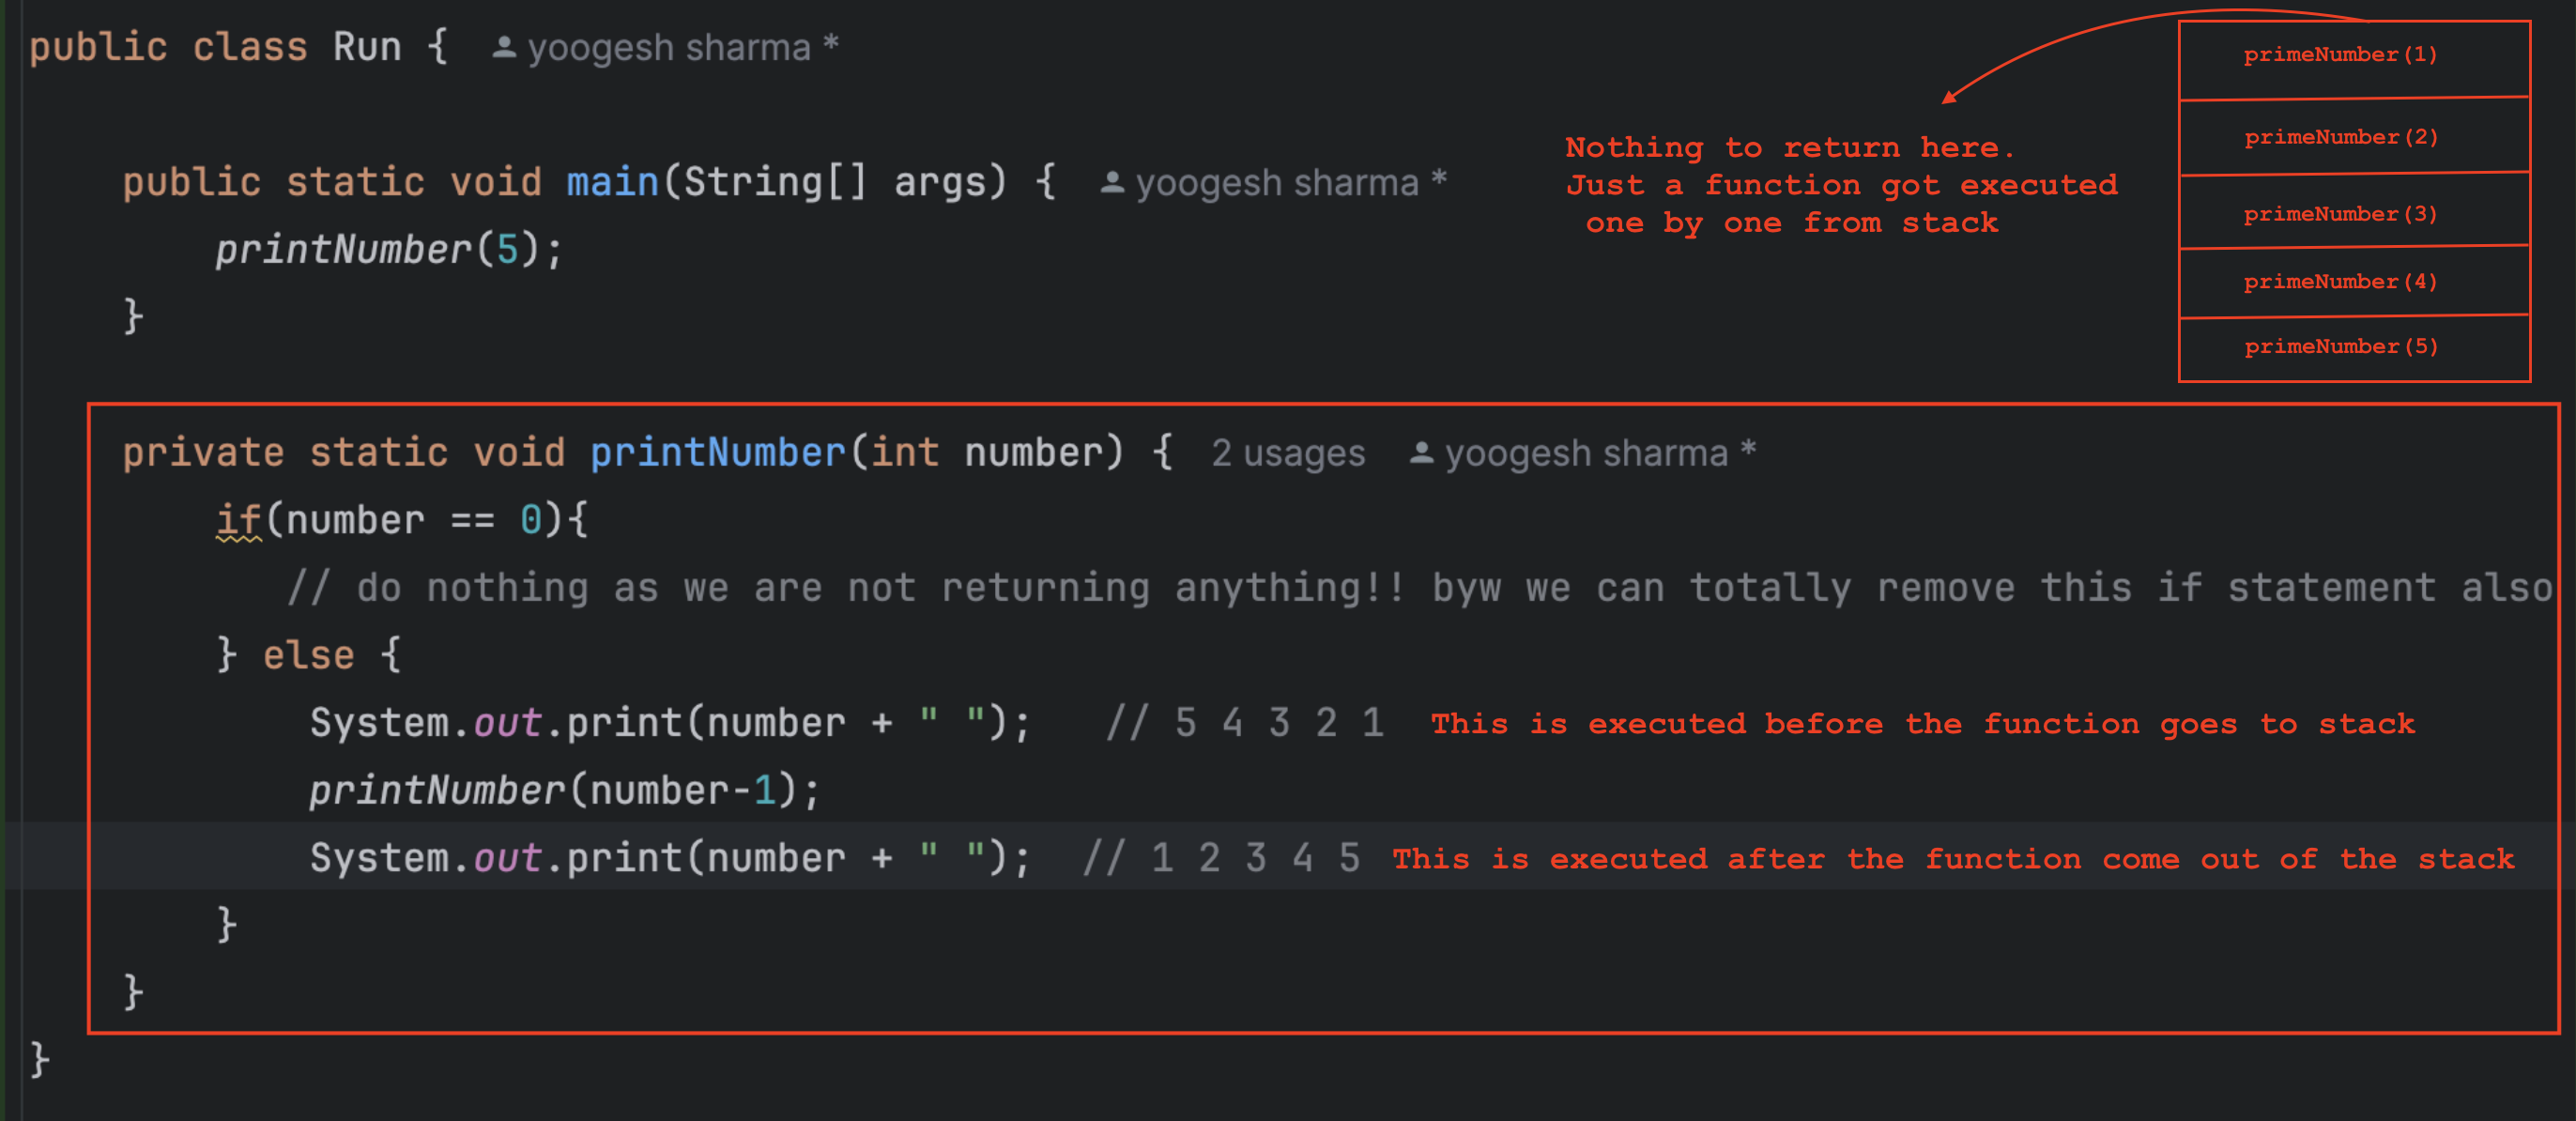 public class Run { yoogesh sharma *
primeNumber(1)
primeNumber(2)
primeNumber(3)
primeNumber(4)
primeNumber(5)
Nothing to return here.
Just a function got executed
one by one from stack
public static void main(String[] args) { yoogesh sharma *
printNumber(5);
}
private static void printNumber(int number) { 2 usages yoogesh sharma *
if(number == 0){
// do nothing as we are not returning anything!! byw we can totally remove this if statement also
} else {
System.out.print(number + " "); // 5 4 3 2 1 This is executed before the function goes to stack
printNumber(number-1);
System.out.print(number + " "); // 1 2 3 4 5 This is executed after the function come out of the stack
}
}
}